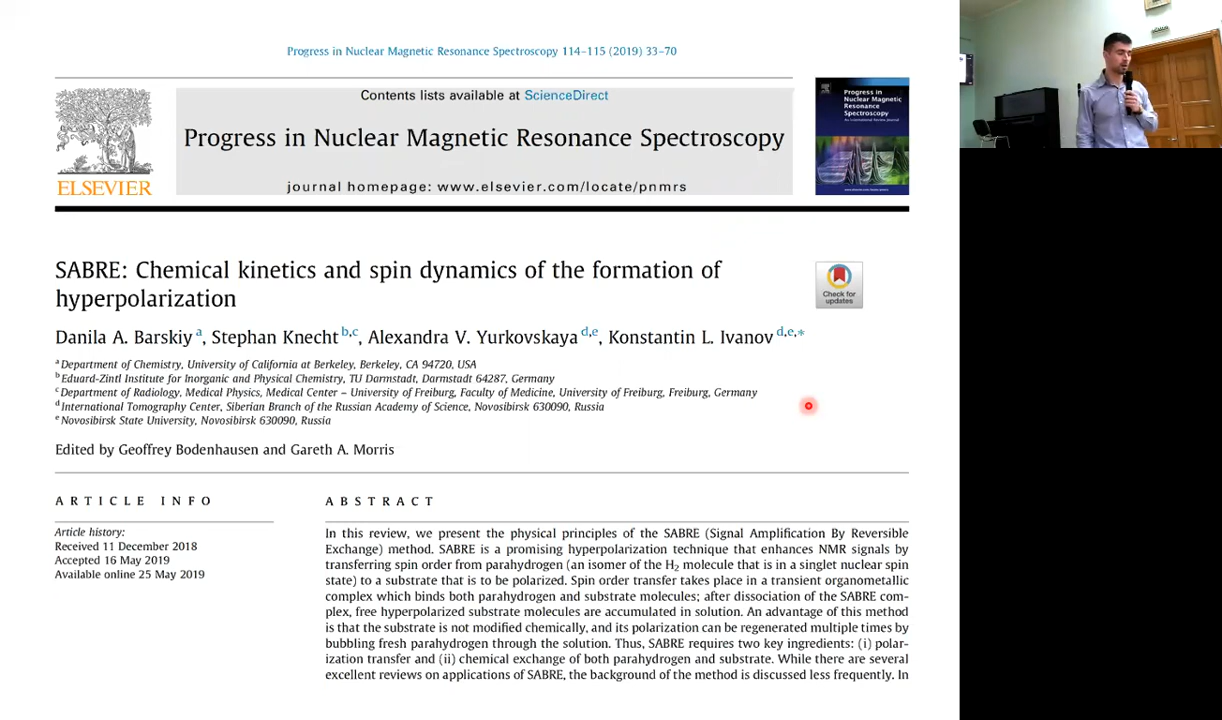 Progress in Nuclear Magnetic Resonance Spectroscopy 114–115 (2019) 33–70
Contents lists available at ScienceDirect
Progress in Nuclear Magnetic Resonance Spectroscopy
journal homepage: www.elsevier.com/locate/pnmrs
ELSEVIER
Progress in
Nuclear Magnetic
Resonance
Spectroscopy
SABRE: Chemical kinetics and spin dynamics of the formation of
hyperpolarization
Check for
updates
Danila A. Barskiy a, Stephan Knecht b,c, Alexandra V. Yurkovskaya d,e, Konstantin L. Ivanov d,e,*
a Department of Chemistry, University of California at Berkeley, Berkeley, CA 94720, USA
b Eduard-Zintl Institute for Inorganic and Physical Chemistry, TU Darmstadt, Darmstadt 64287, Germany
c Department of Radiology, Medical Physics, Medical Center – University of Freiburg, Faculty of Medicine, University of Freiburg, Freiburg, Germany
d International Tomography Center, Siberian Branch of the Russian Academy of Science, Novosibirsk 630090, Russia
e Novosibirsk State University, Novosibirsk 630090, Russia
Edited by Geoffrey Bodenhausen and Gareth A. Morris
ARTICLE INFO
Article history:
Received 11 December 2018
Accepted 16 May 2019
Available online 25 May 2019
ABSTRACT
In this review, we present the physical principles of the SABRE (Signal Amplification By Reversible
Exchange) method. SABRE is a promising hyperpolarization technique that enhances NMR signals by
transferring spin order from parahydrogen (an isomer of the H2 molecule that is in a singlet nuclear spin
state) to a substrate that is to be polarized. Spin order transfer takes place in a transient organometallic
complex which binds both parahydrogen and substrate molecules; after dissociation of the SABRE com-
plex, free hyperpolarized substrate molecules are accumulated in solution. An advantage of this method
is that the substrate is not modified chemically, and its polarization can be regenerated multiple times by
bubbling fresh parahydrogen through the solution. Thus, SABRE requires two key ingredients: (i) polar-
ization transfer and (ii) chemical exchange of both parahydrogen and substrate. While there are several
excellent reviews on applications of SABRE, the background of the method is discussed less frequently. In